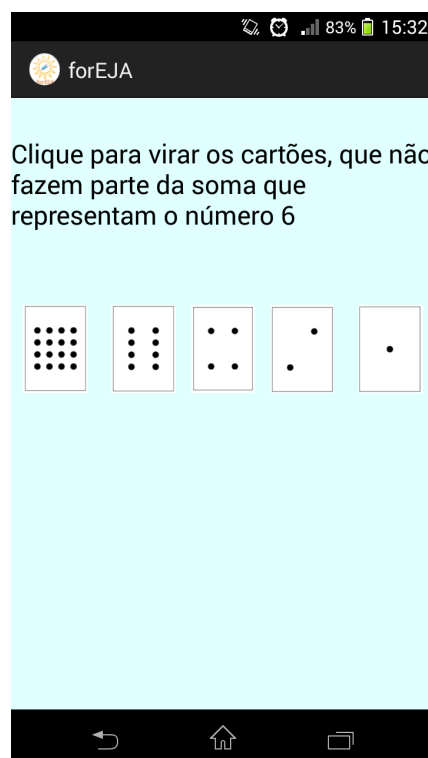 83% 15:32
forEJA
Clique para virar os cartões, que não
fazem parte da soma que
representam o número 6